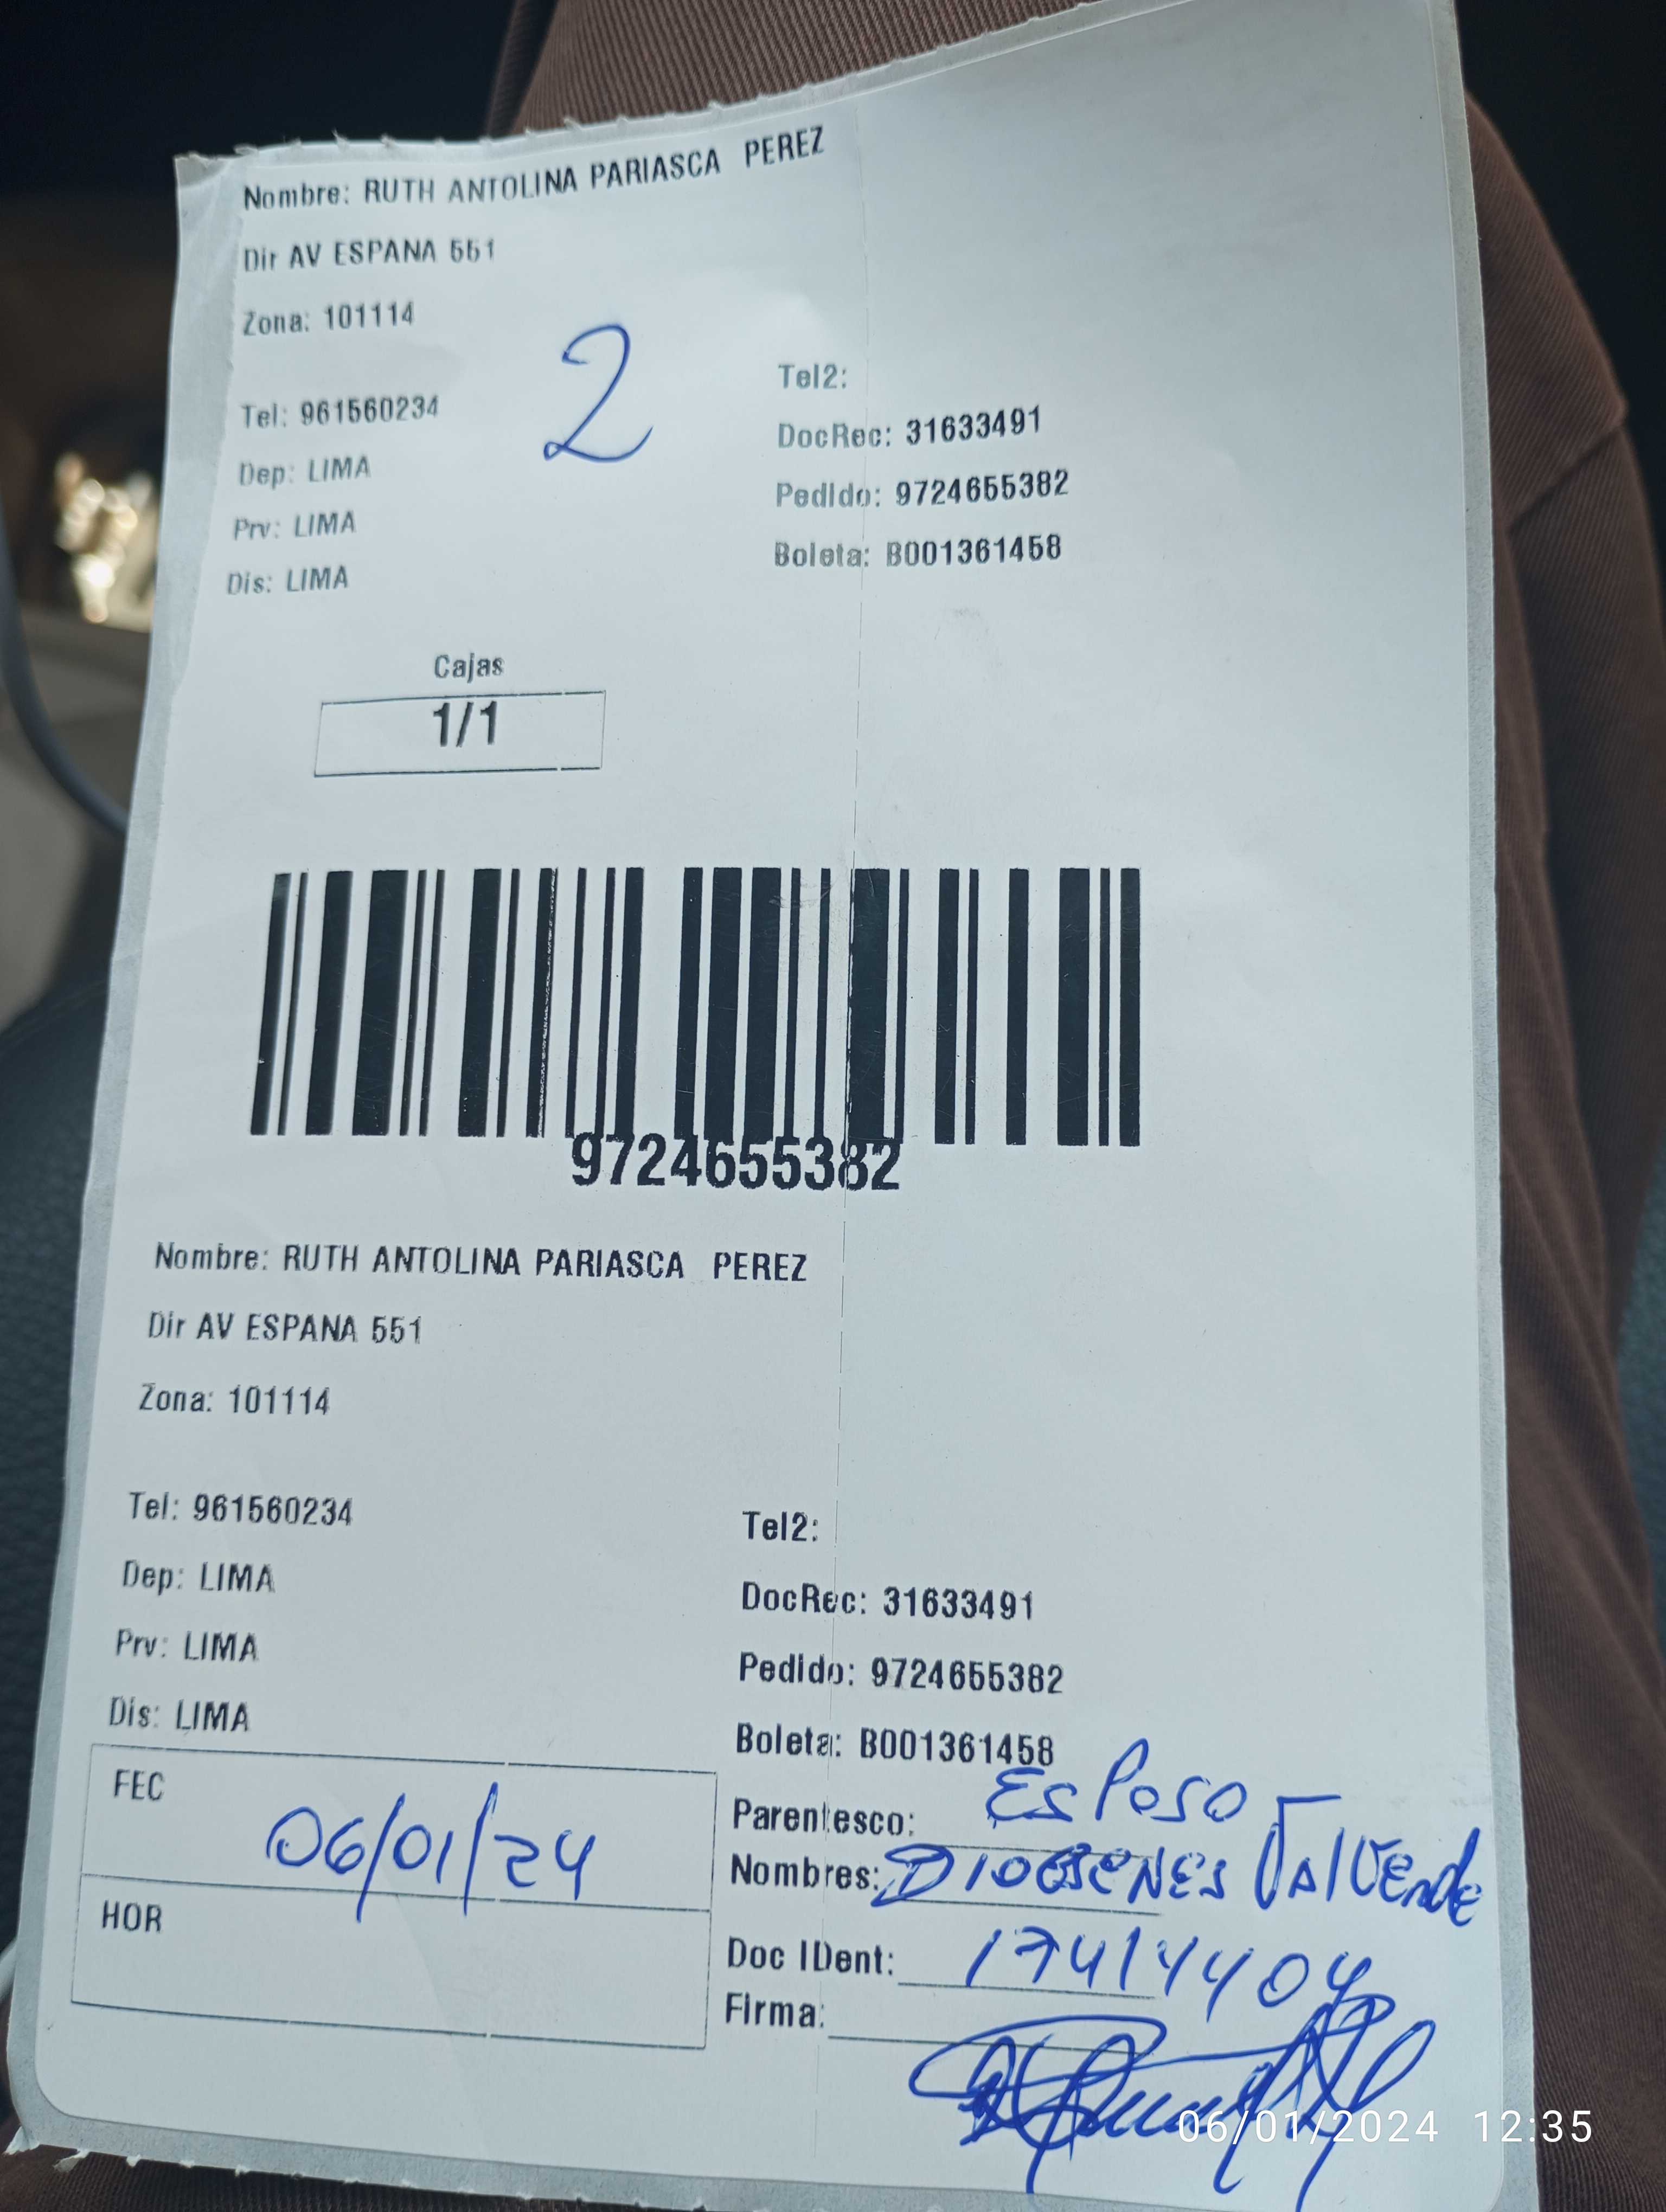 Nombre: RUTH ANTOLINA PARIASCA PEREZ
Dir AV ESPANA 551
Zona: 101114
2
Tel: 961560234
Tel2:
Dep: LIMA
DocRec: 31633491
Prv: LIMA
Pedido: 9724655382
Dis: LIMA
Boleta: B001361458
Cajas
1/1
9724655382
Nombre: RUTH ANTOLINA PARIASCA PEREZ
Dir AV ESPANA 551
Zona: 101114
Tel: 961560234
Tel2:
Dep: LIMA
DocRec: 31633491
Prv: LIMA
Pedido: 9724655382
Dis: LIMA
Boleta: B001361458
FEC 06/01/24
HOR
Parentesco: Esposo
Nombres: DIOGENES Valverde
Doc IDent: 17414404
Firma:
06/01/2024 12:35